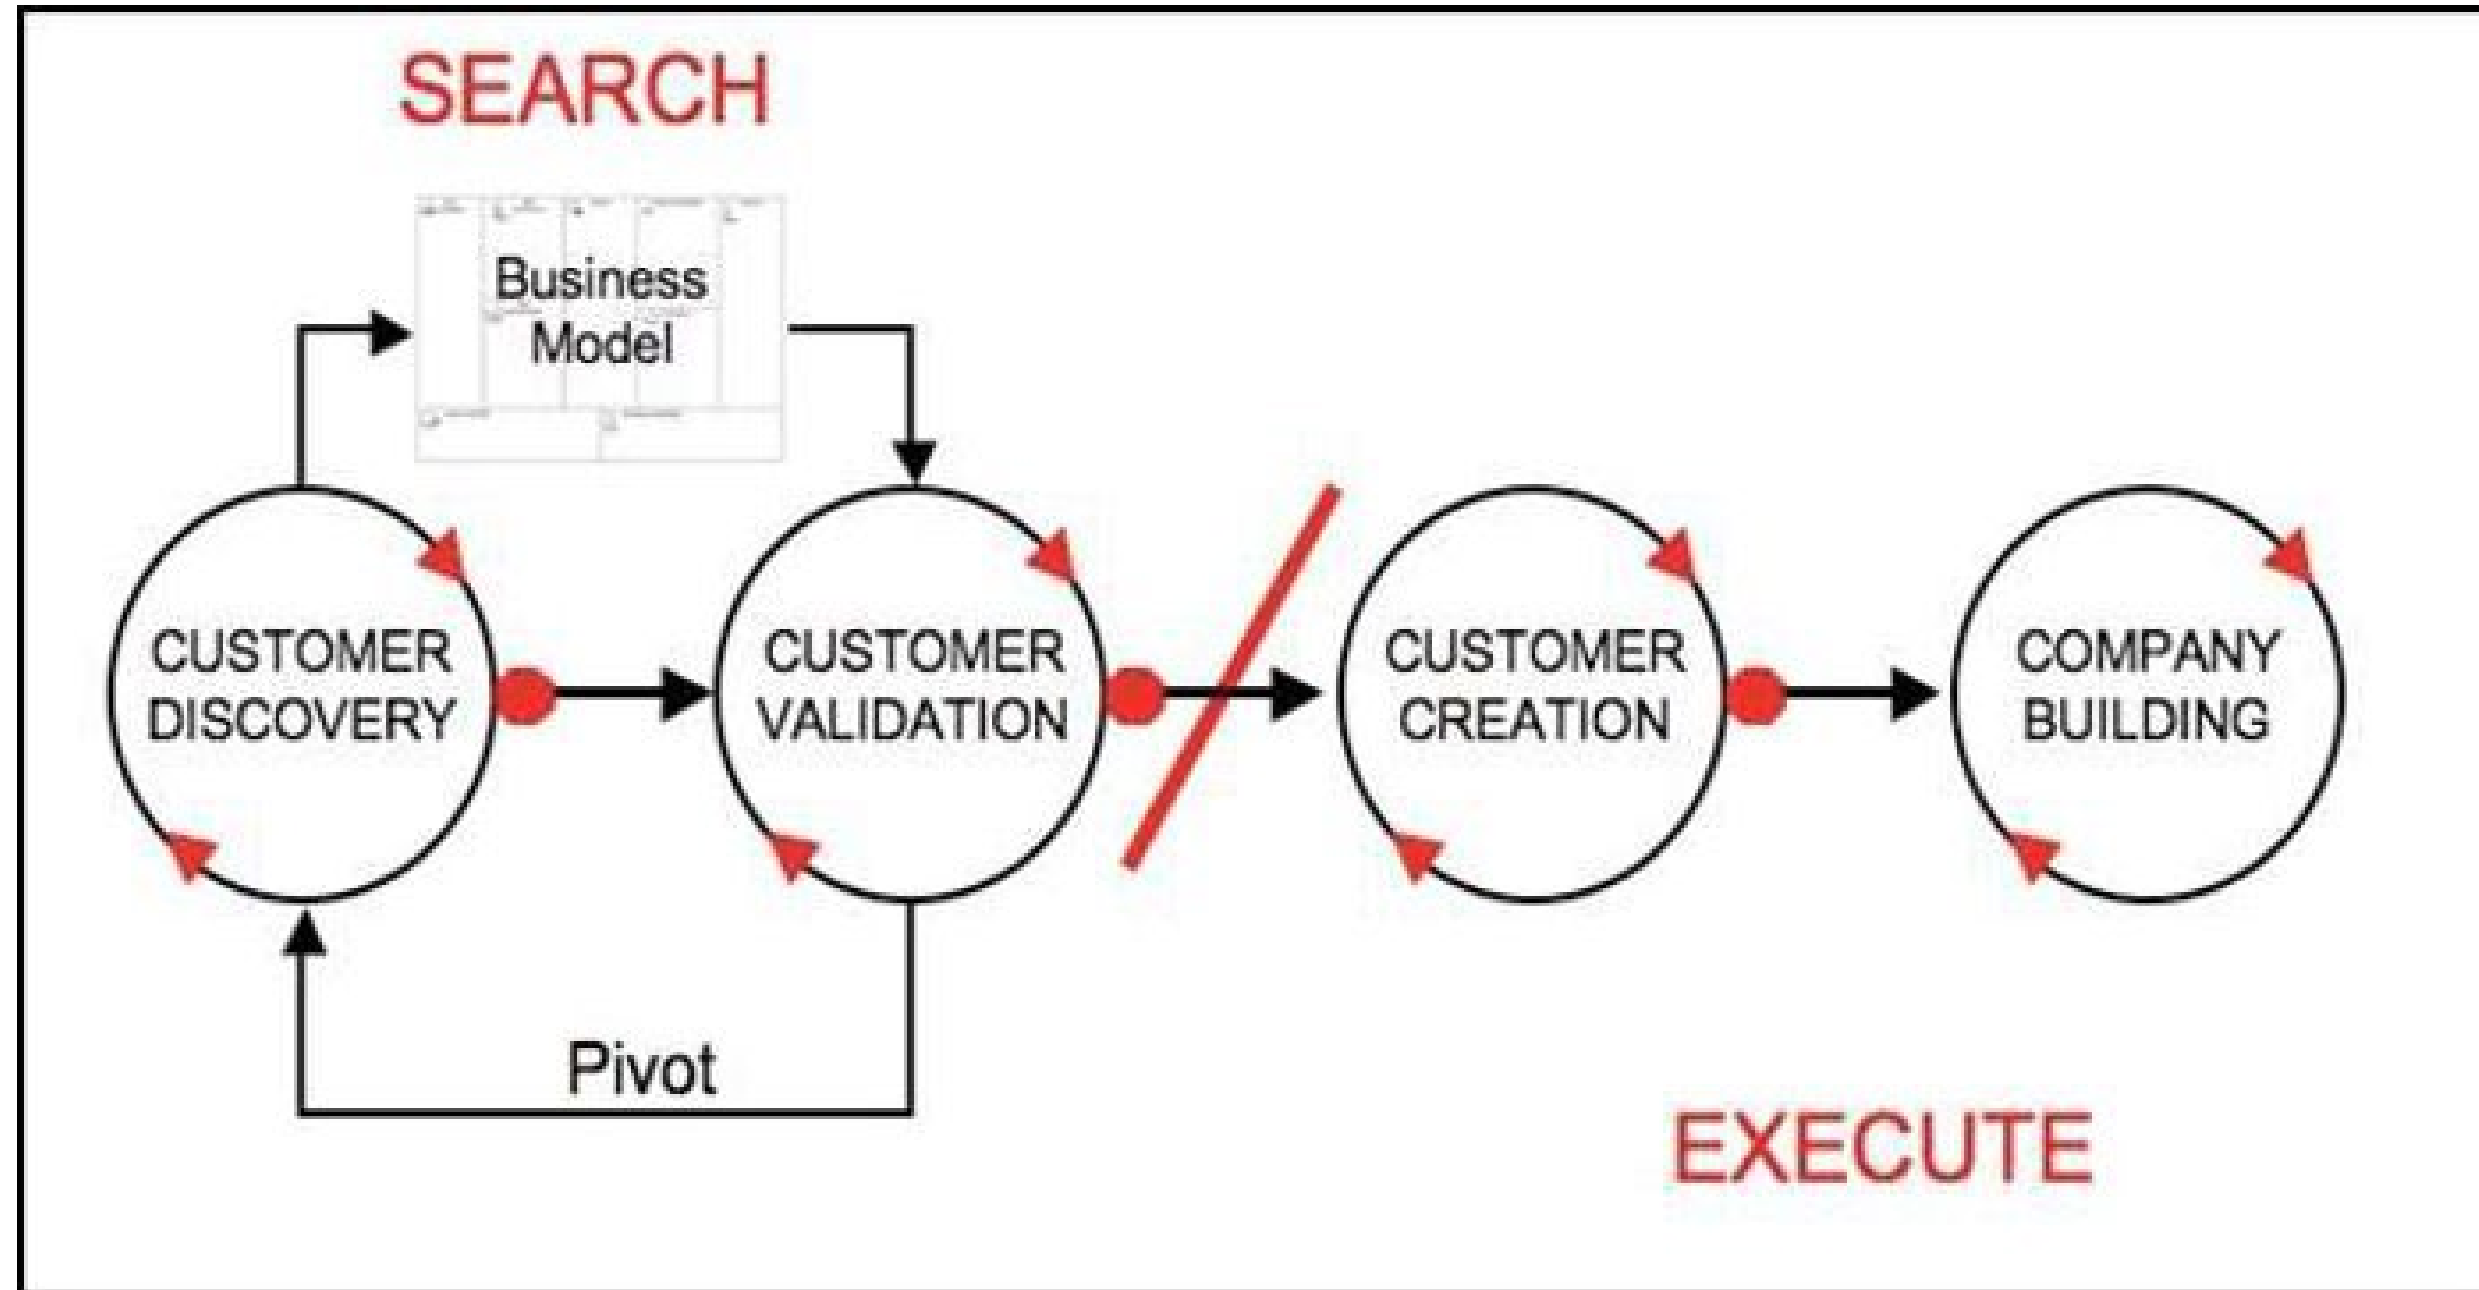 SEARCH
Business
Model
CUSTOMER
DISCOVERY
CUSTOMER
VALIDATION
CUSTOMER
CREATION
COMPANY
BUILDING
Pivot
EXECUTE